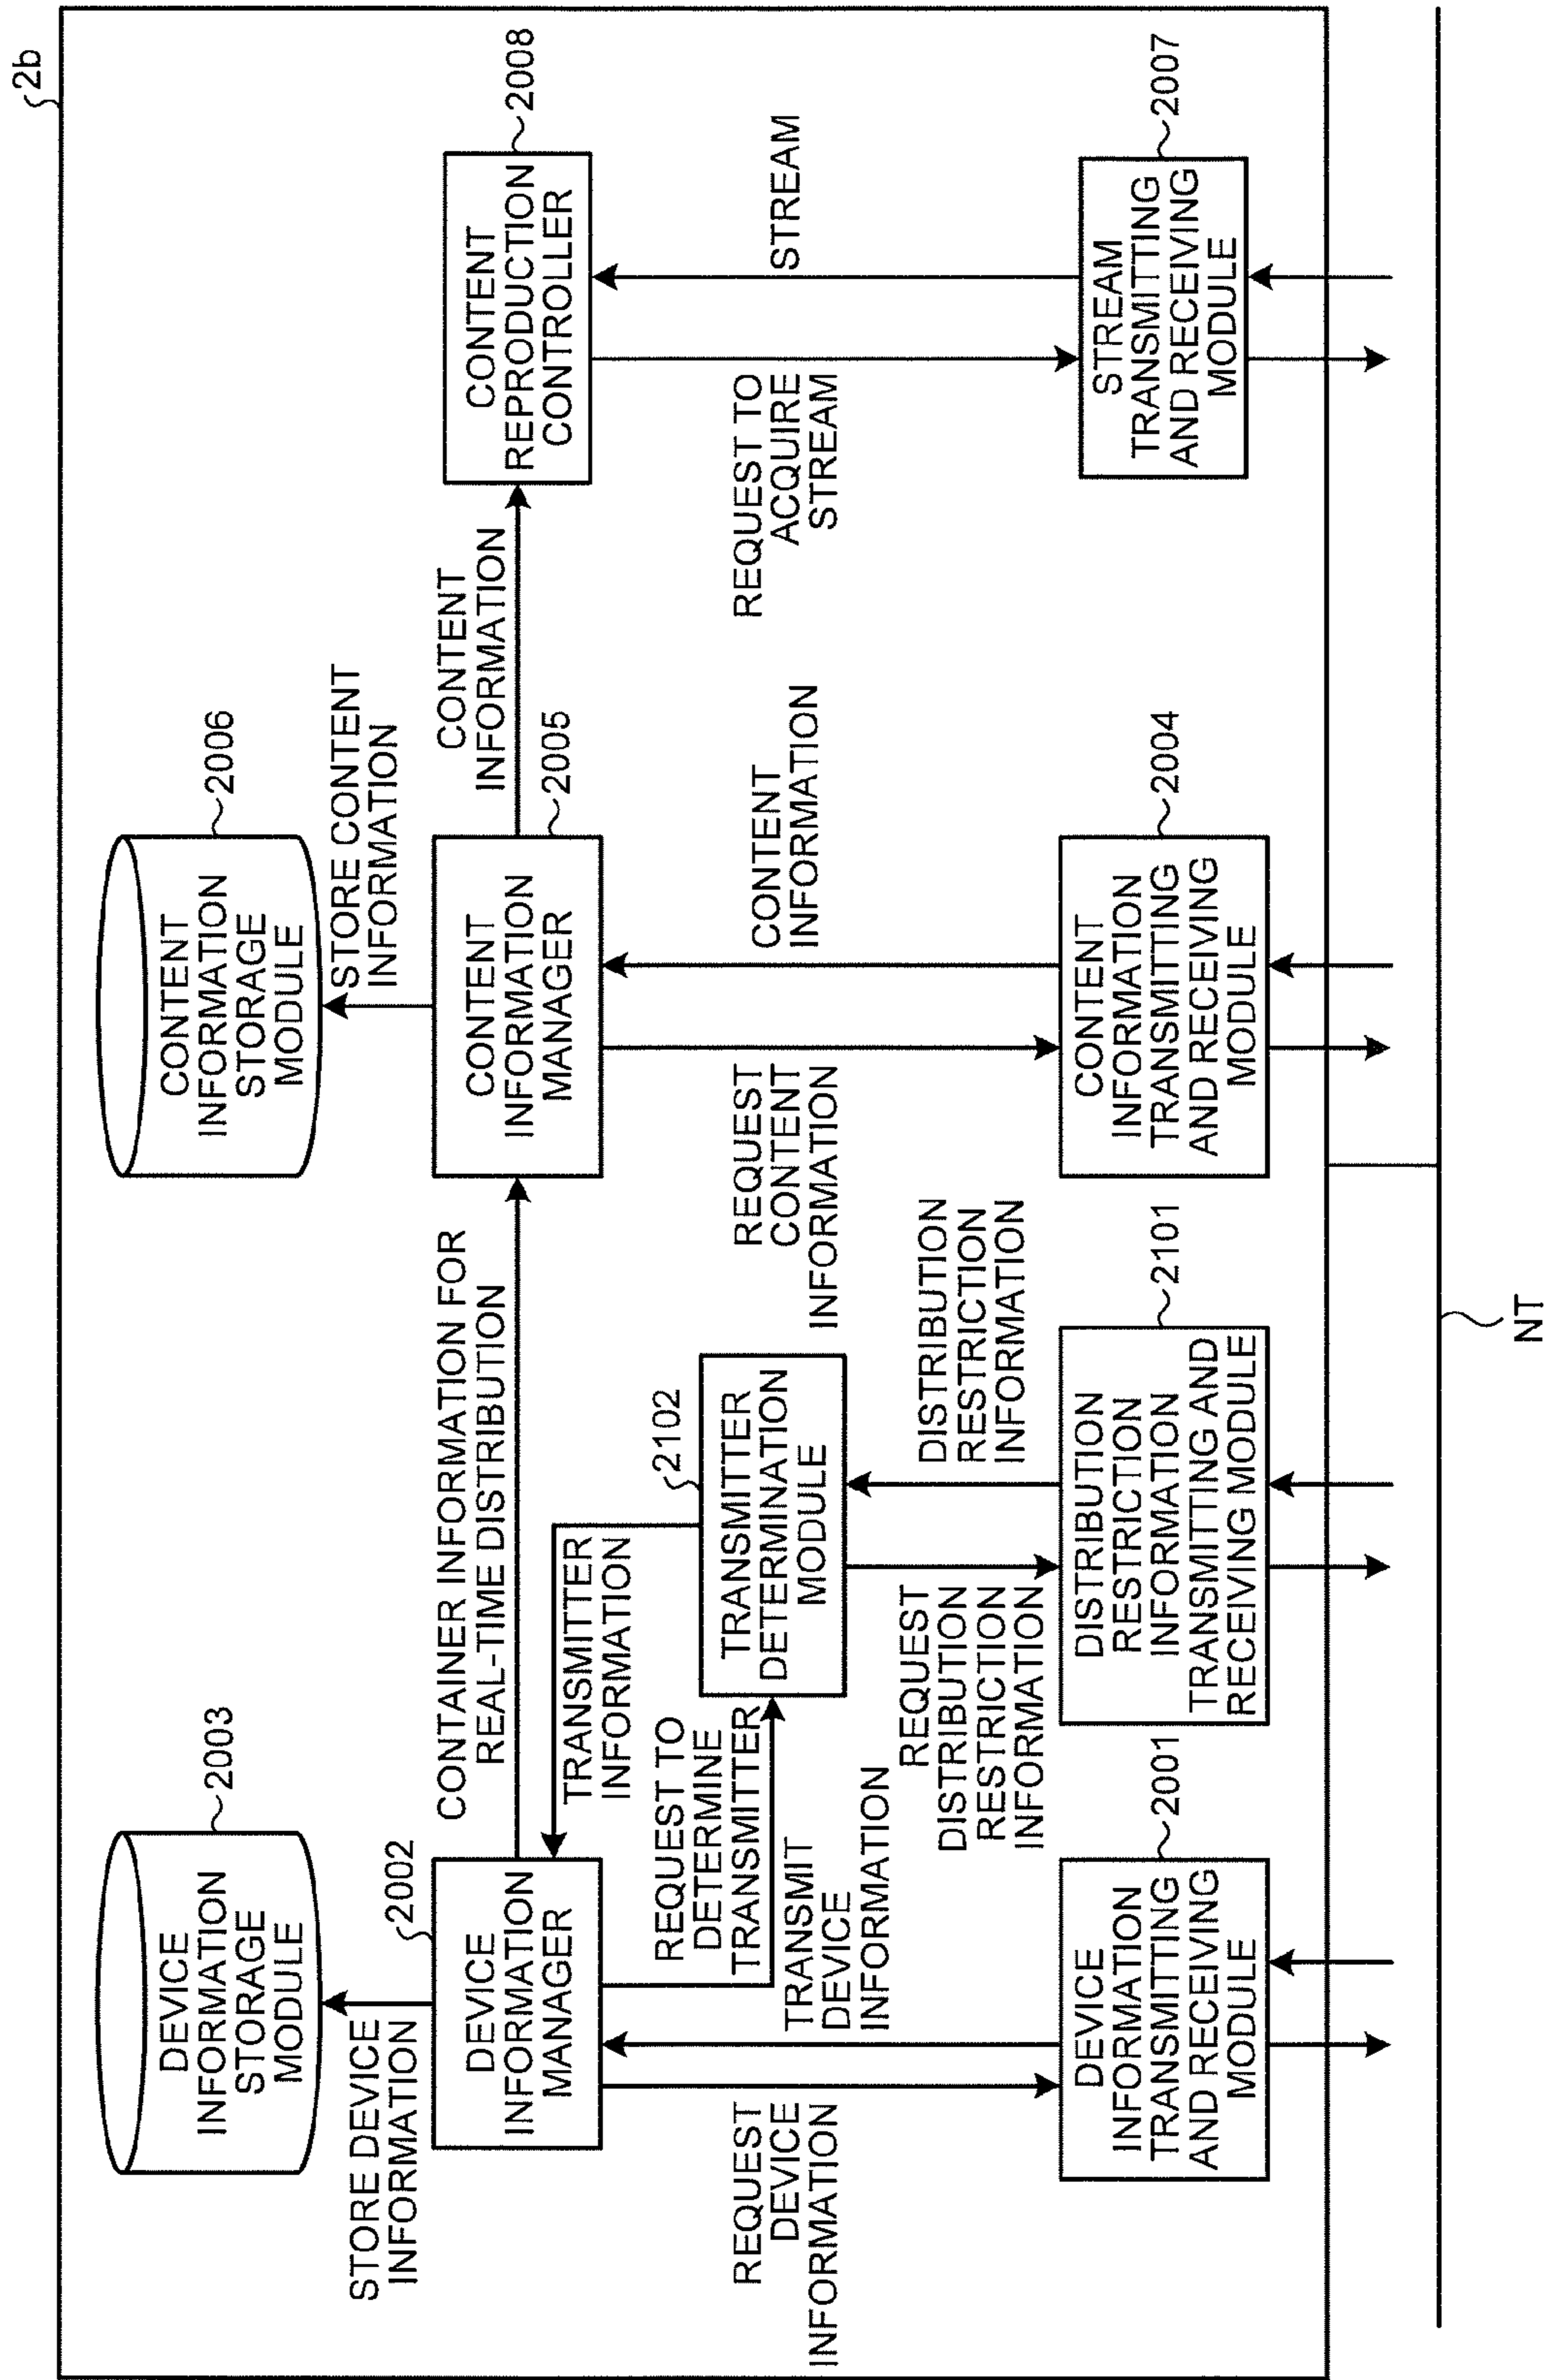 2b
DEVICE
INFORMATION
STORAGE
MODULE
2003
CONTENT
INFORMATION
STORAGE
MODULE
2006
STORE DEVICE
INFORMATION
STORE CONTENT
INFORMATION
DEVICE
INFORMATION
MANAGER
2002
CONTAINER INFORMATION FOR
REAL-TIME DISTRIBUTION
CONTENT
INFORMATION
MANAGER
2005
CONTENT
INFORMATION
CONTENT
REPRODUCTION
CONTROLLER
2008
TRANSMITTER
INFORMATION
REQUEST TO
DETERMINE
TRANSMITTER
TRANSMITTER
DETERMINATION
MODULE
2102
REQUEST
DEVICE
INFORMATION
TRANSMIT
DEVICE
INFORMATION
REQUEST
DISTRIBUTION
RESTRICTION
INFORMATION
DISTRIBUTION
RESTRICTION
INFORMATION
REQUEST
CONTENT
INFORMATION
CONTENT
INFORMATION
REQUEST TO
ACQUIRE
STREAM
STREAM
DEVICE
INFORMATION
TRANSMITTING
AND RECEIVING
MODULE
2001
DISTRIBUTION
RESTRICTION
INFORMATION
TRANSMITTING AND
RECEIVING MODULE
2101
CONTENT
INFORMATION
TRANSMITTING
AND RECEIVING
MODULE
2004
STREAM
TRANSMITTING
AND RECEIVING
MODULE
2007
NT